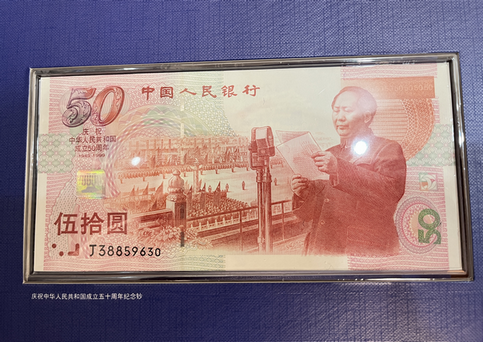 50
中国人民银行
庆祝
中华人民共和国
成立50周年
1949-1999
伍拾圆
J38859630
50
庆祝中华人民共和国成立五十周年纪念钞